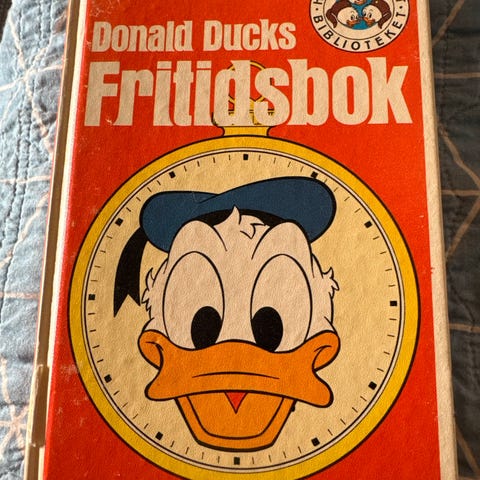 Donald Ducks
Fritidsbok
BIBLIOTEKET